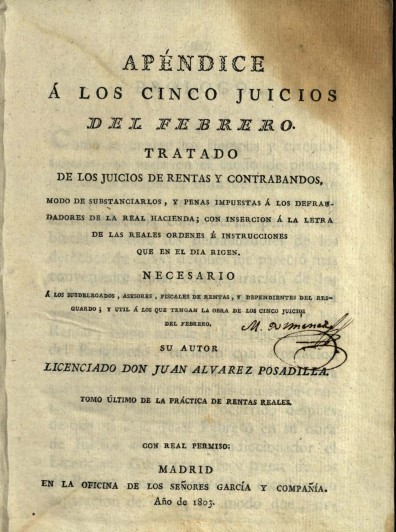 APÉNDICE
Á LOS CINCO JUICIOS
DEL FEBRERO.
TRATADO
DE LOS JUICIOS DE RENTAS Y CONTRABANDOS,
MODO DE SUBSTANCIARLOS, Y PENAS IMPUESTAS Á LOS DEFRAU-
DADORES DE LA REAL HACIENDA; CON INSERCION Á LA LETRA
DE LAS REALES ORDENES É INSTRUCCIONES
QUE EN EL DIA RIGEN.
NECESARIO
Á LOS SUBDELEGADOS, ASESORES, FISCALES DE RENTAS, Y DEPENDIENTES DEL RES-
GUARDO; Y UTIL Á LOS QUE TENGAN LA OBRA DE LOS CINCO JUICIOS
DEL FEBRERO.
M.
SU AUTOR
LICENCIADO DON JUAN ALVAREZ POSADILLA.
TOMO ÚLTIMO DE LA PRÁCTICA DE RENTAS REALES.
CON REAL PERMISO:
MADRID
EN LA OFICINA DE LOS SEÑORES GARCÍA Y COMPAÑÍA.
Año de 1803.